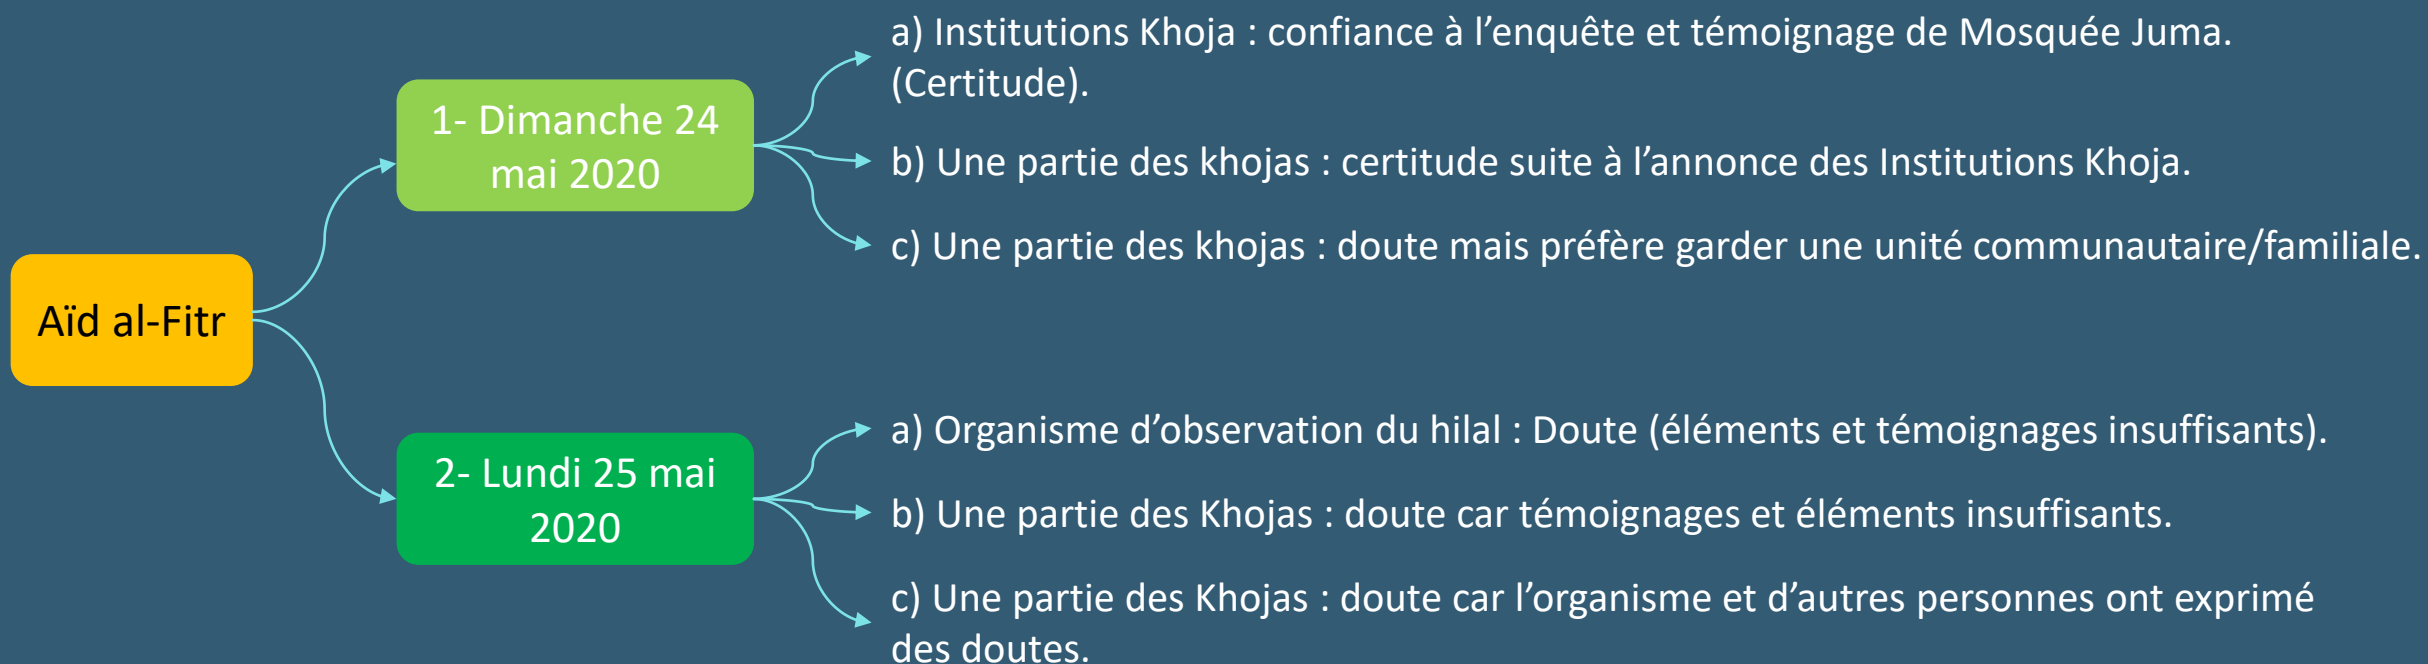 Aïd al-Fitr
1- Dimanche 24
mai 2020
a) Institutions Khoja : confiance à l’enquête et témoignage de Mosquée Juma.
(Certitude).
b) Une partie des khojas : certitude suite à l’annonce des Institutions Khoja.
c) Une partie des khojas : doute mais préfère garder une unité communautaire/familiale.
2- Lundi 25 mai
2020
a) Organisme d’observation du hilal : Doute (éléments et témoignages insuffisants).
b) Une partie des Khojas : doute car témoignages et éléments insuffisants.
c) Une partie des Khojas : doute car l’organisme et d’autres personnes ont exprimé
des doutes.